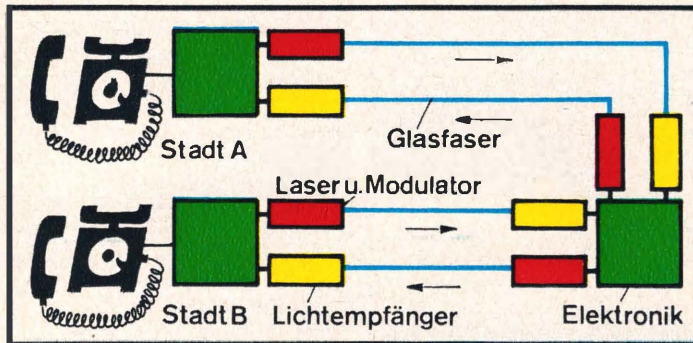 Stadt A
Glasfaser
Laser u. Modulator
Stadt B
Lichtempfänger
Elektronik